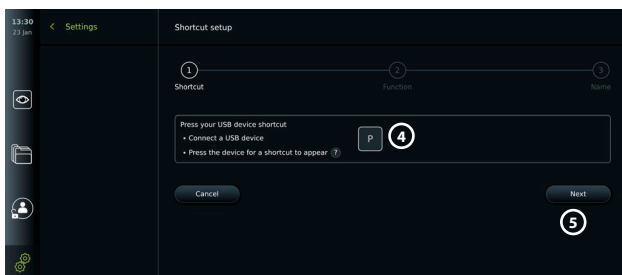 13:30
23 Jan
Settings
Shortcut setup
1
2
3
Shortcut
Function
Name
Press your USB device shortcut
• Connect a USB device
• Press the device for a shortcut to appear ?
P
4
Cancel
Next
5